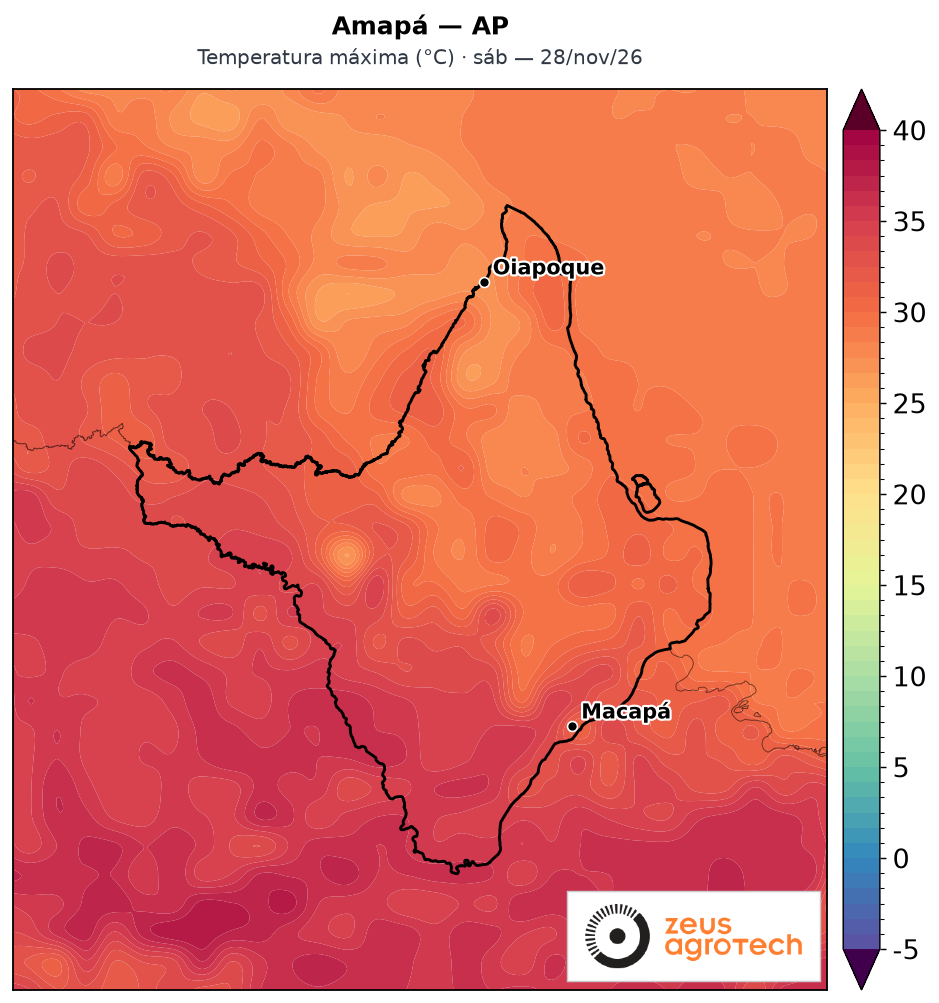 Amapá — AP
Temperatura máxima (°C) · sáb — 28/nov/26
Oiapoque
Macapá
40
35
30
25
20
15
10
5
0
-5
zeus
agrotech